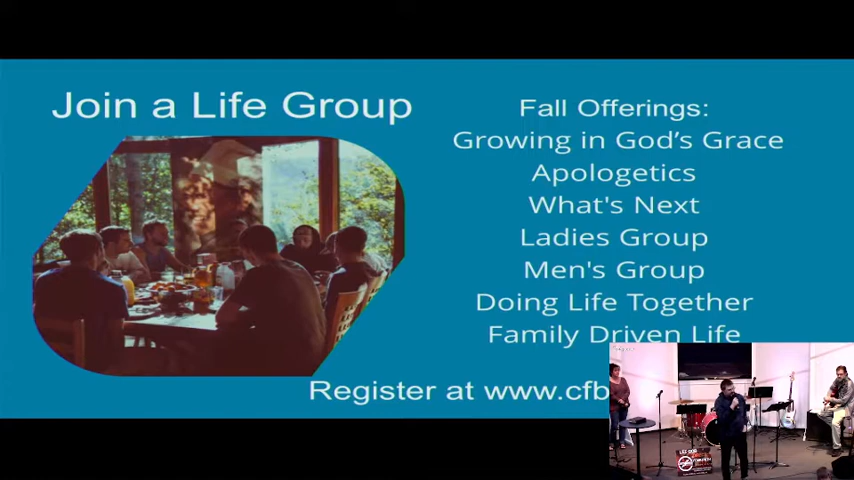 Join a Life Group
Fall Offerings:
Growing in God's Grace
Apologetics
What's Next
Ladies Group
Men's Group
Doing Life Together
Family Driven Life
Register at www.cfb